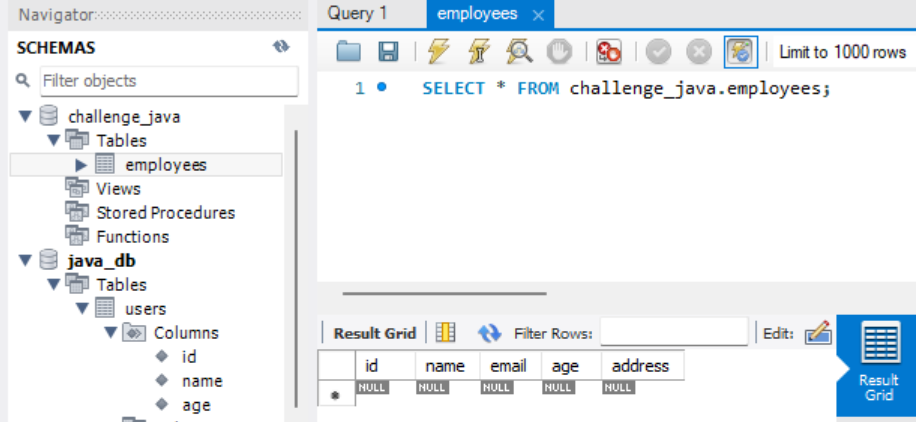 Navigator
SCHEMAS
Filter objects
challenge_java
Tables
employees
Views
Stored Procedures
Functions
java_db
Tables
users
Columns
id
name
age
Query 1
employees
Limit to 1000 rows
1
SELECT * FROM challenge_java.employees;
Result Grid
Filter Rows:
Edit:
id name email age address
* NULL NULL NULL NULL NULL
Result
Grid